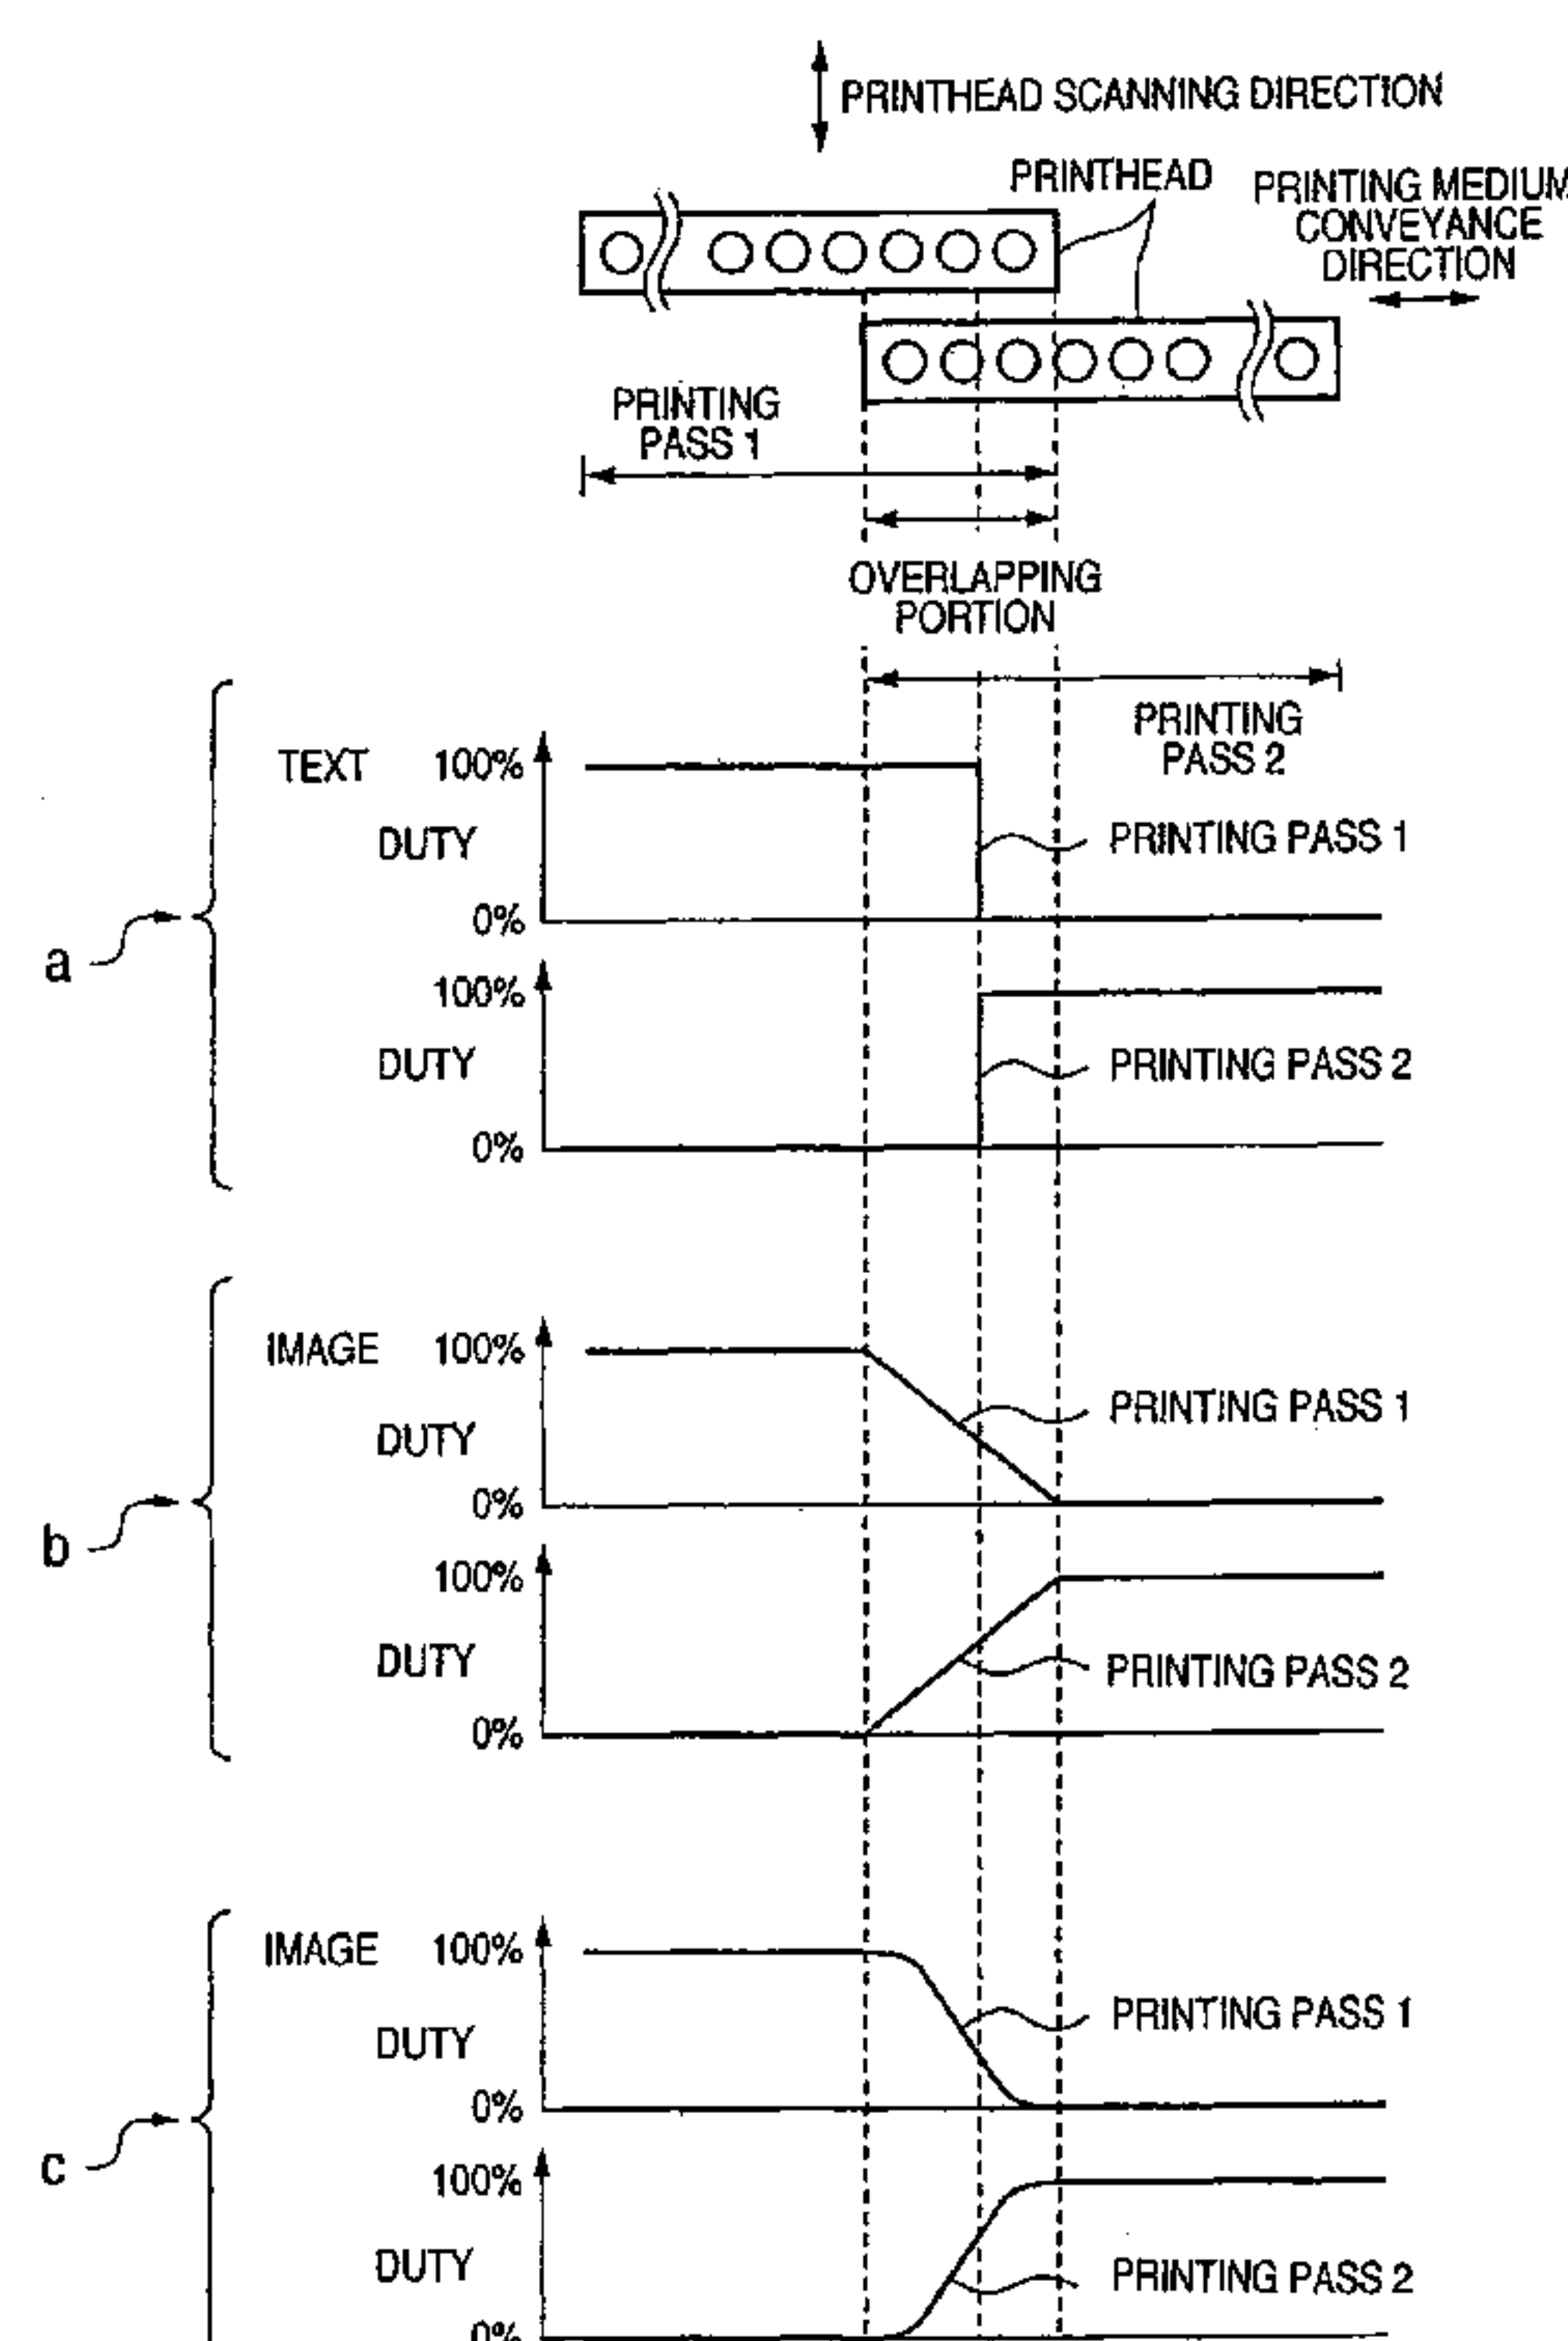 PRINTHEAD SCANNING DIRECTION
PRINTHEAD
PRINTING MEDIUM
CONVEYANCE
DIRECTION
PRINTING
PASS 1
OVERLAPPING
PORTION
PRINTING
PASS 2
a
TEXT
100%
DUTY
0%
PRINTING PASS 1
100%
DUTY
0%
PRINTING PASS 2
b
IMAGE
100%
DUTY
0%
PRINTING PASS 1
100%
DUTY
0%
PRINTING PASS 2
c
IMAGE
100%
DUTY
0%
PRINTING PASS 1
100%
DUTY
0%
PRINTING PASS 2